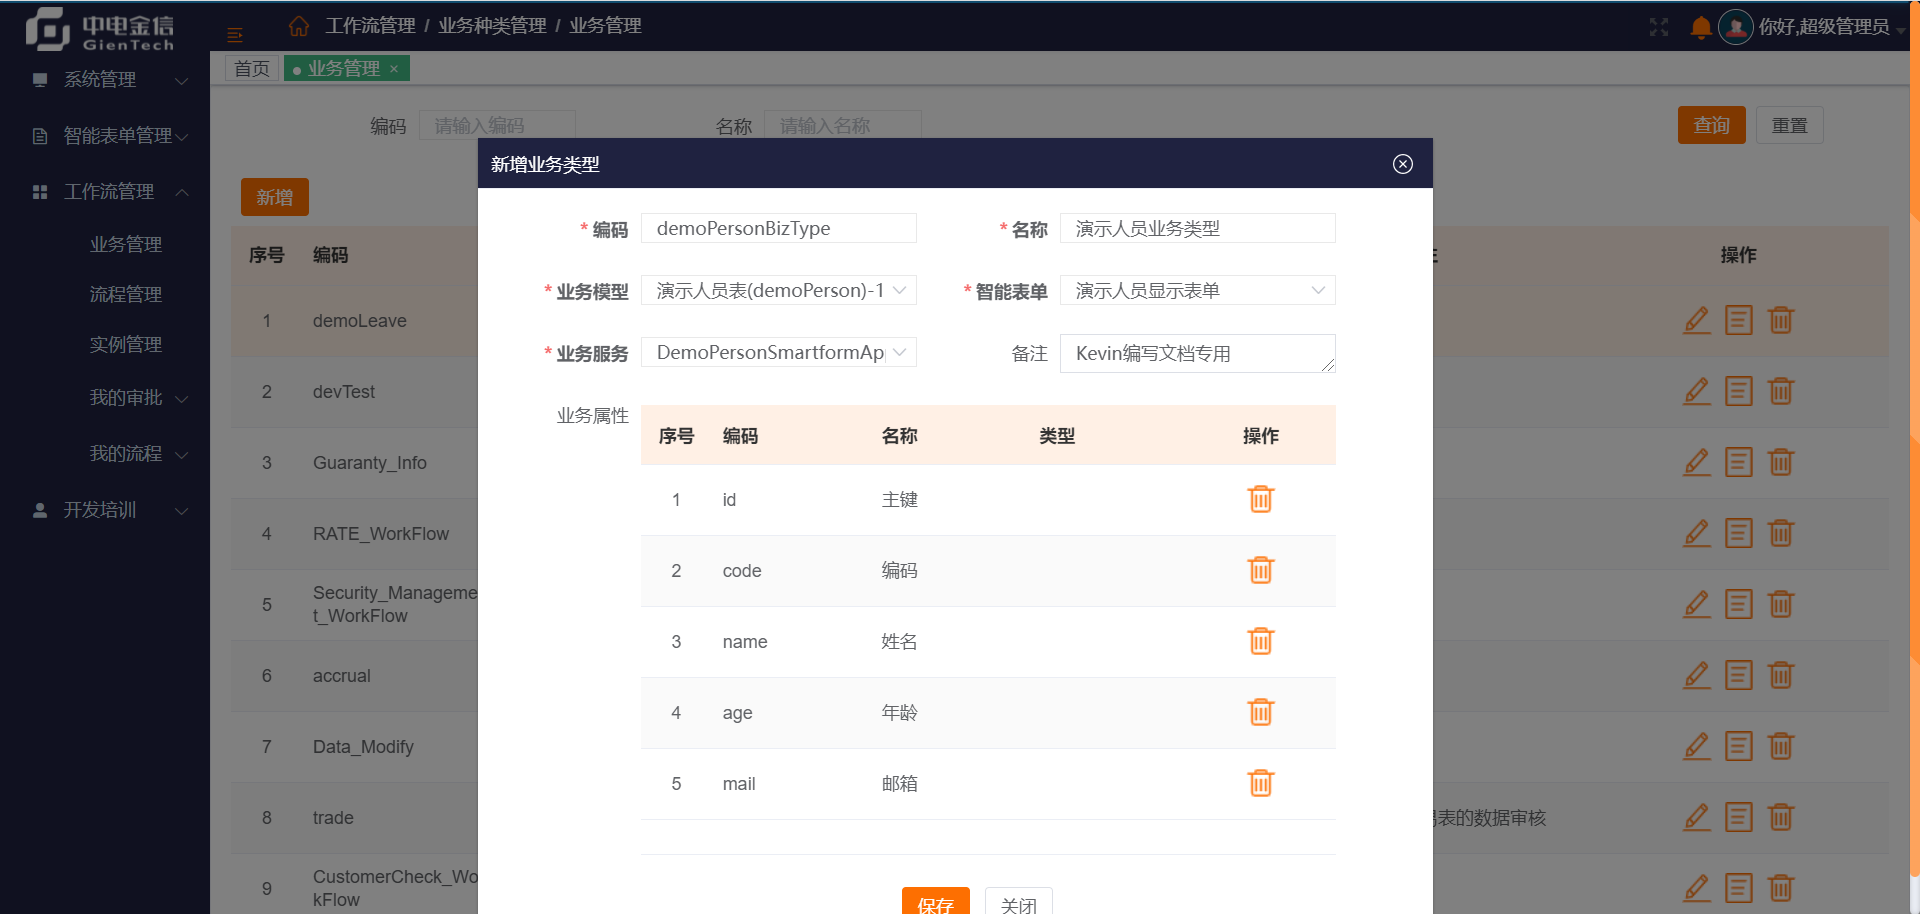 中电金信
GienTech
工作流管理 / 业务种类管理 / 业务管理
你好,超级管理员
首页
业务管理 ×
系统管理
智能表单管理
工作流管理
业务管理
流程管理
实例管理
我的审批
我的流程
开发培训
编码 请输入编码
名称 请输入名称
查询 重置
新增
序号 编码 操作
1 demoLeave
2 devTest
3 Guaranty_Info
4 RATE_WorkFlow
5 Security_Manageme
t_WorkFlow
6 accrual
7 Data_Modify
8 trade 表的数据审核
9 CustomerCheck_Wo
kFlow
新增业务类型
* 编码 demoPersonBizType
* 名称 演示人员业务类型
* 业务模型 演示人员表(demoPerson)-1
* 智能表单 演示人员显示表单
* 业务服务 DemoPersonSmartformAp
备注 Kevin编写文档专用
业务属性
序号 编码 名称 类型 操作
1 id 主键
2 code 编码
3 name 姓名
4 age 年龄
5 mail 邮箱
保存 关闭